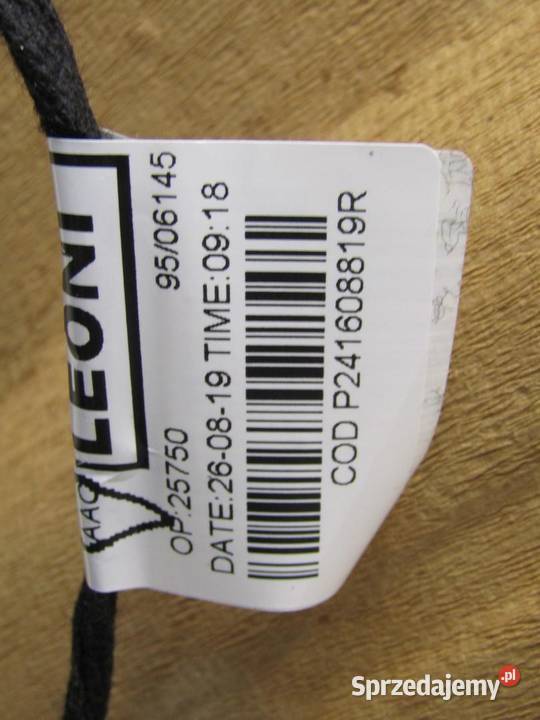 LEONI
AAC
95/06145
OP:25750
DATE:26-08-19 TIME:09:18
COD P241608819R
Sprzedajemy.pl